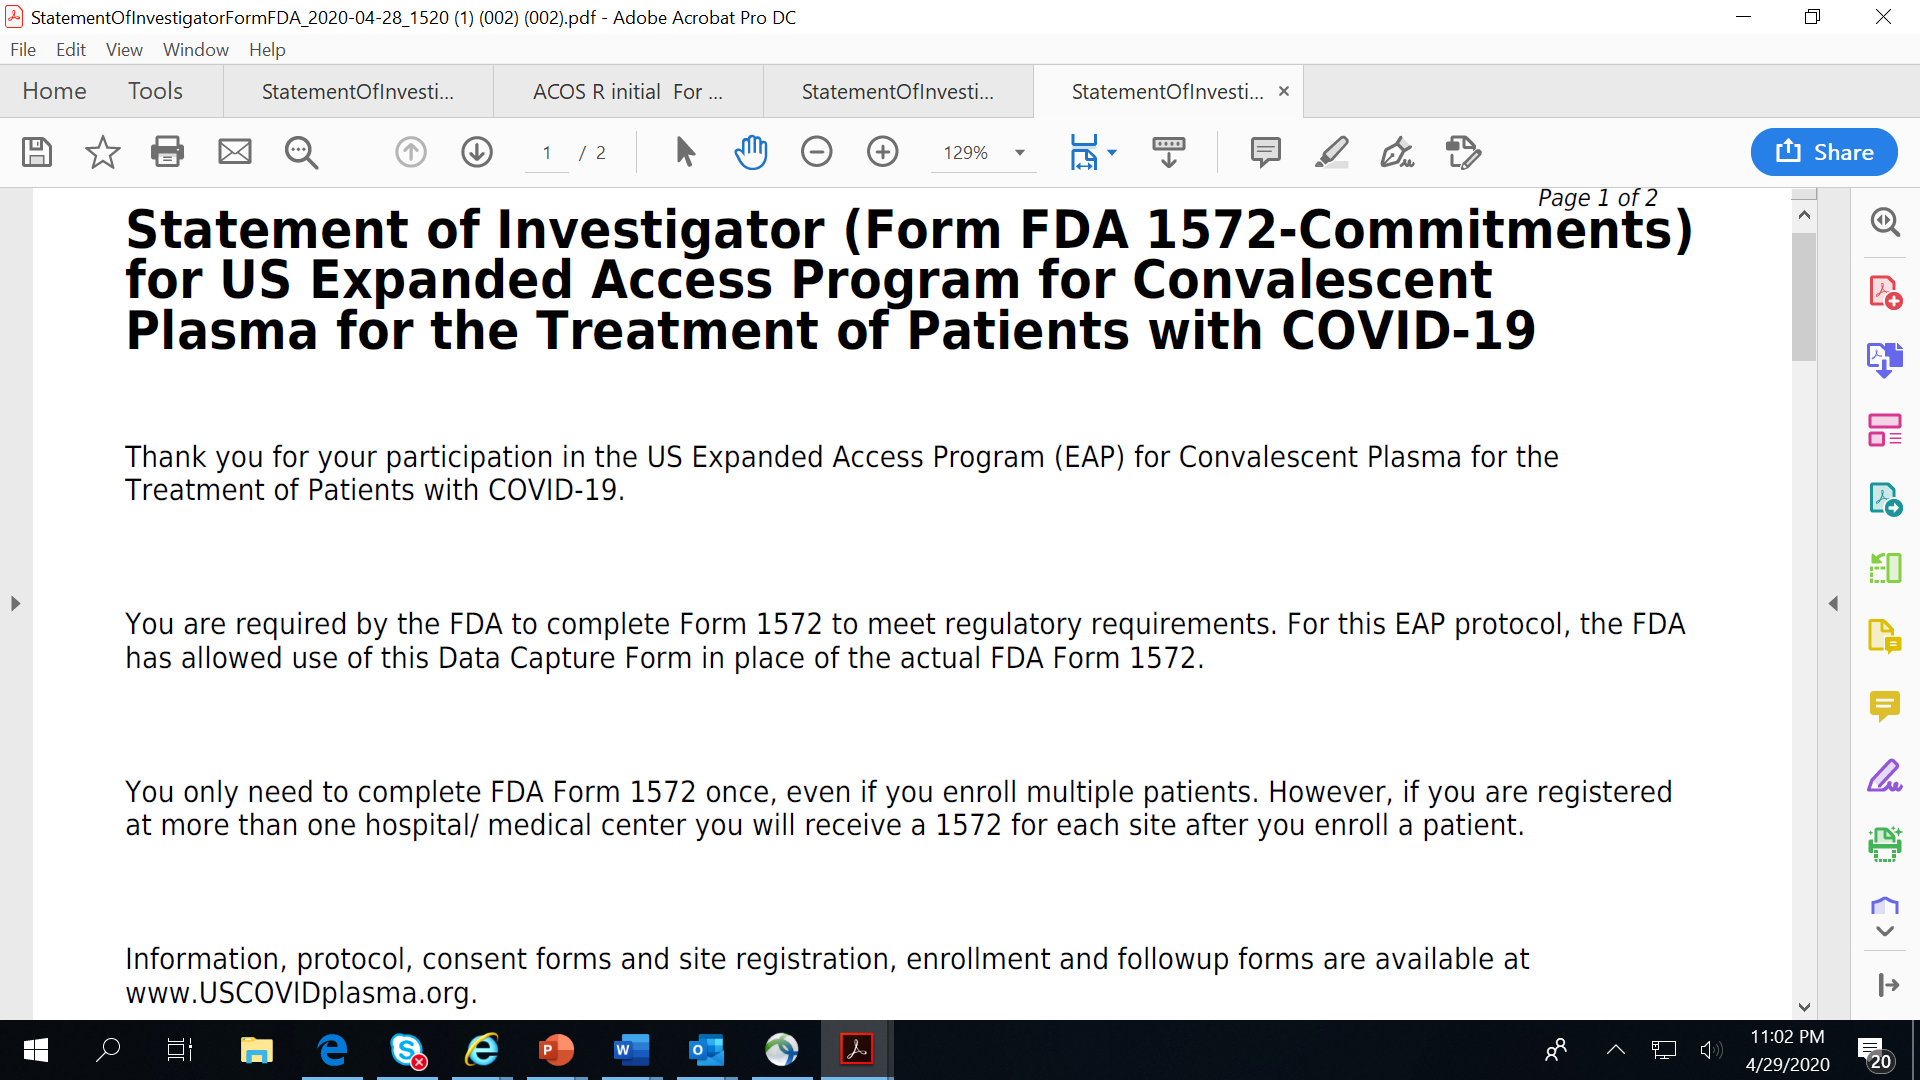 StatementOfInvestigatorFormFDA_2020-04-28_1520 (1) (002) (002).pdf - Adobe Acrobat Pro DC
File Edit View Window Help
Home Tools StatementOfInvesti... ACOS R initial For ... StatementOfInvesti... StatementOfInvesti... ×
1 / 2 129% Share
Page 1 of 2
Statement of Investigator (Form FDA 1572-Commitments)
for US Expanded Access Program for Convalescent
Plasma for the Treatment of Patients with COVID-19
Thank you for your participation in the US Expanded Access Program (EAP) for Convalescent Plasma for the
Treatment of Patients with COVID-19.
You are required by the FDA to complete Form 1572 to meet regulatory requirements. For this EAP protocol, the FDA
has allowed use of this Data Capture Form in place of the actual FDA Form 1572.
You only need to complete FDA Form 1572 once, even if you enroll multiple patients. However, if you are registered
at more than one hospital/ medical center you will receive a 1572 for each site after you enroll a patient.
Information, protocol, consent forms and site registration, enrollment and followup forms are available at
www.USCOVIDplasma.org.
11:02 PM
4/29/2020
20